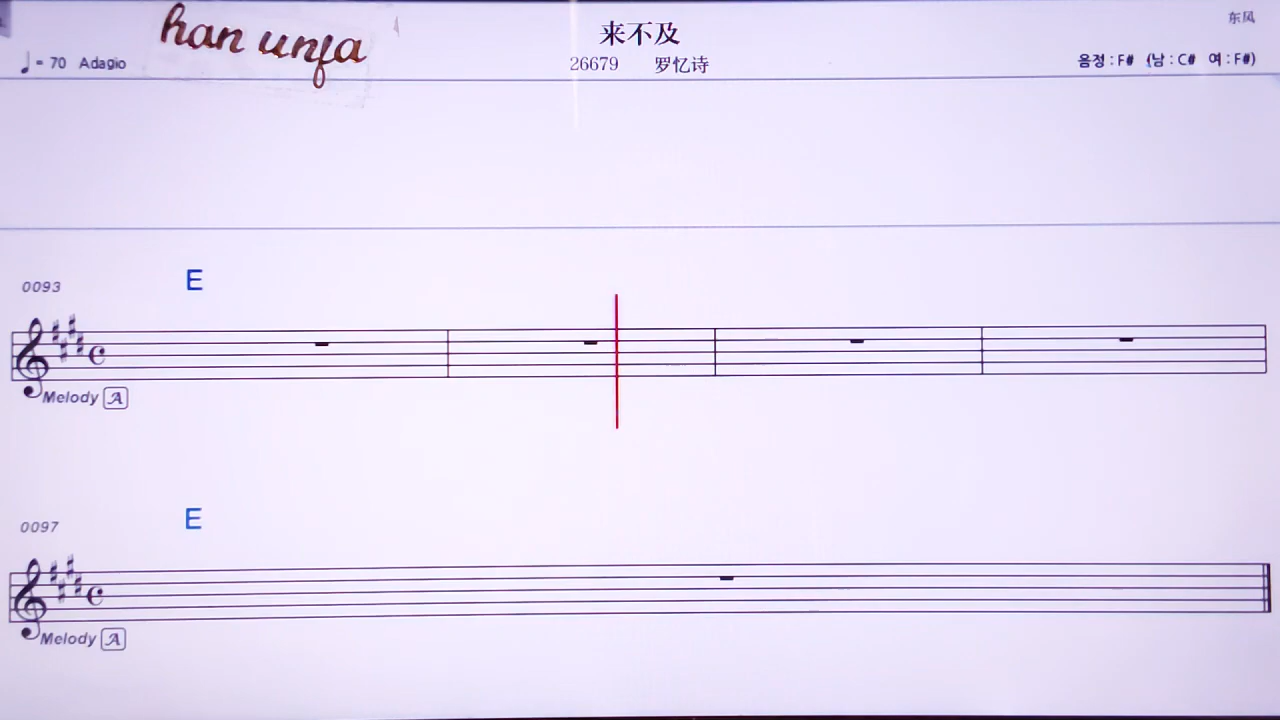 han unfa
来不及
东风
♩ = 70 Adagio
26679 罗忆诗
음정 : F# (남 : C# 여 : F#)
0093
E
Melody A
0097
E
Melody A